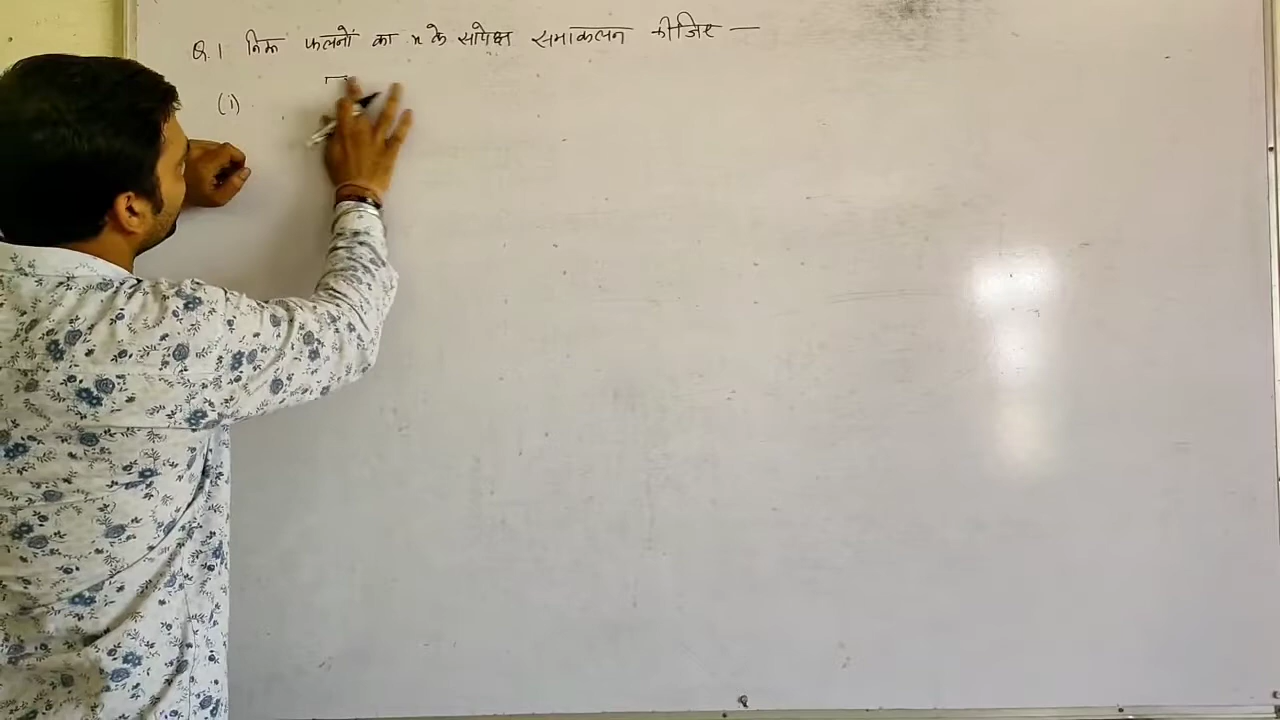 Q.1 निम्न फलनों का x के सापेक्ष समाकलन कीजिए —
(i)